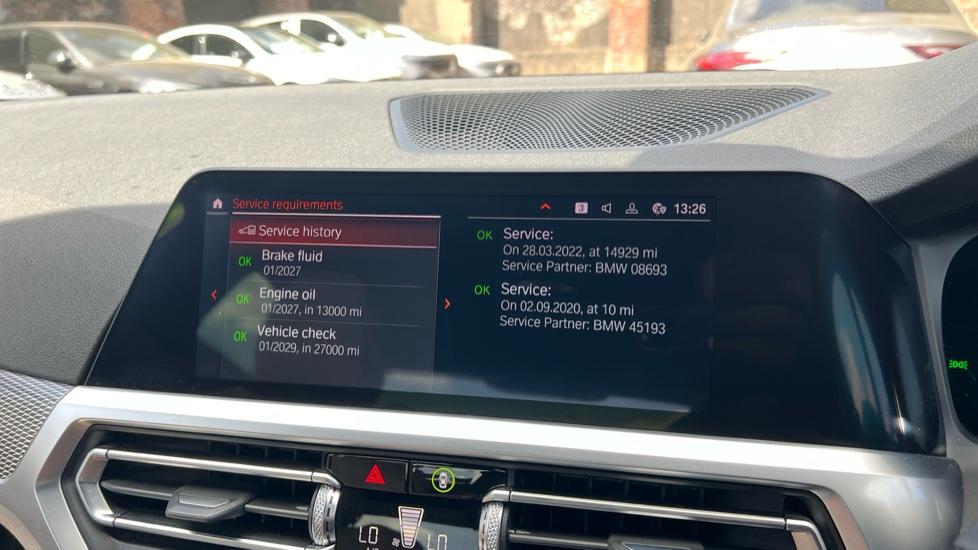 Service requirements
3
13:26
Service history
OK Brake fluid
01/2027
OK Engine oil
01/2027, in 13000 mi
OK Vehicle check
01/2029, in 27000 mi
OK Service:
On 28.03.2022, at 14929 mi
Service Partner: BMW 08693
OK Service:
On 02.09.2020, at 10 mi
Service Partner: BMW 45193
LO LO